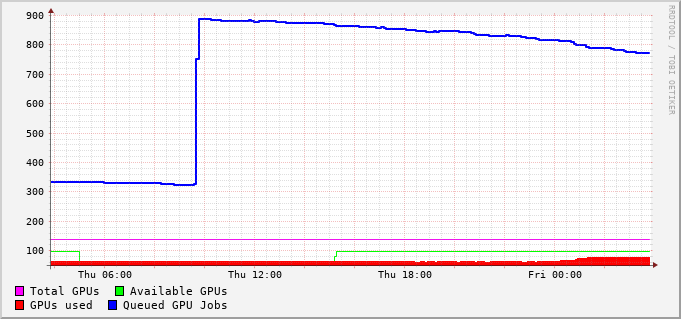 900
800
700
600
500
400
300
200
100
Thu 06:00 Thu 12:00 Thu 18:00 Fri 00:00
Total GPUs Available GPUs
GPUs used Queued GPU Jobs
RRDTOOL / TOBI OETIKER